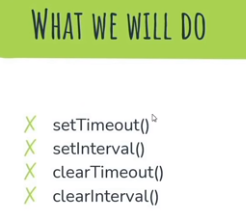 What we will do
X setTimeout()
X setInterval()
X clearTimeout()
X clearInterval()